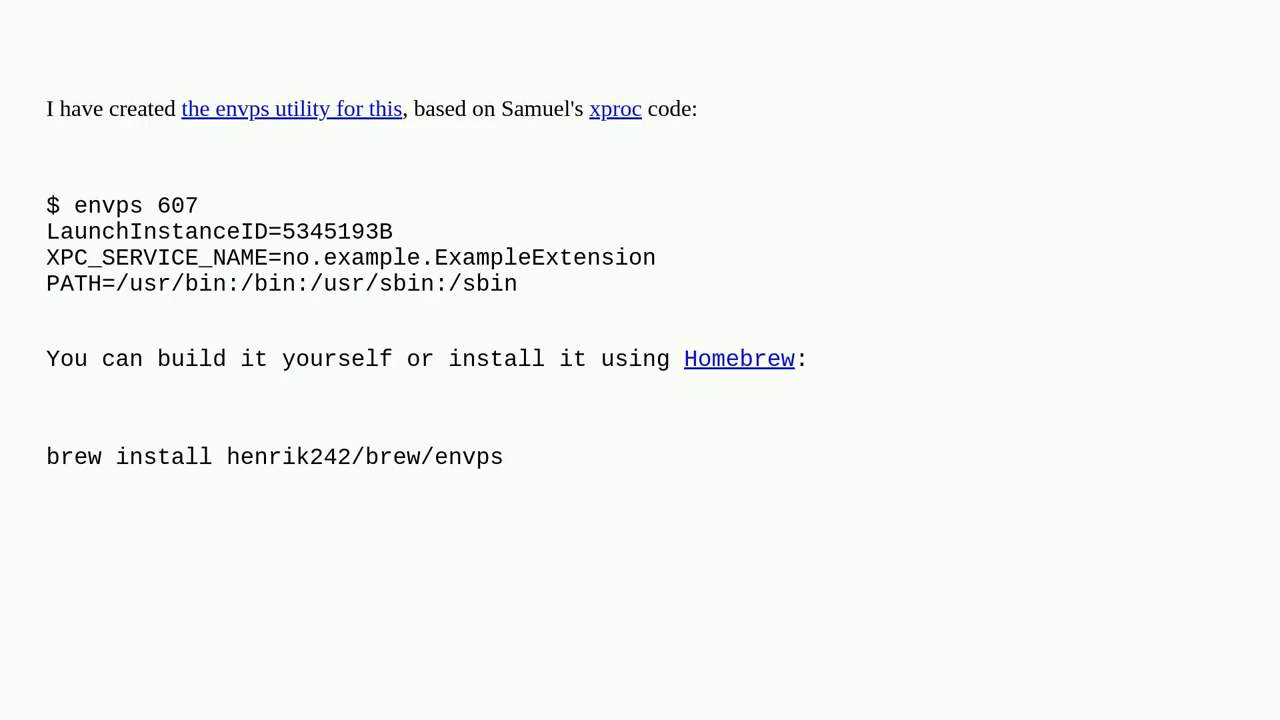 I have created the envps utility for this, based on Samuel's xproc code:
$ envps 607
LaunchInstanceID=5345193B
XPC_SERVICE_NAME=no.example.ExampleExtension
PATH=/usr/bin:/bin:/usr/sbin:/sbin
You can build it yourself or install it using Homebrew:
brew install henrik242/brew/envps